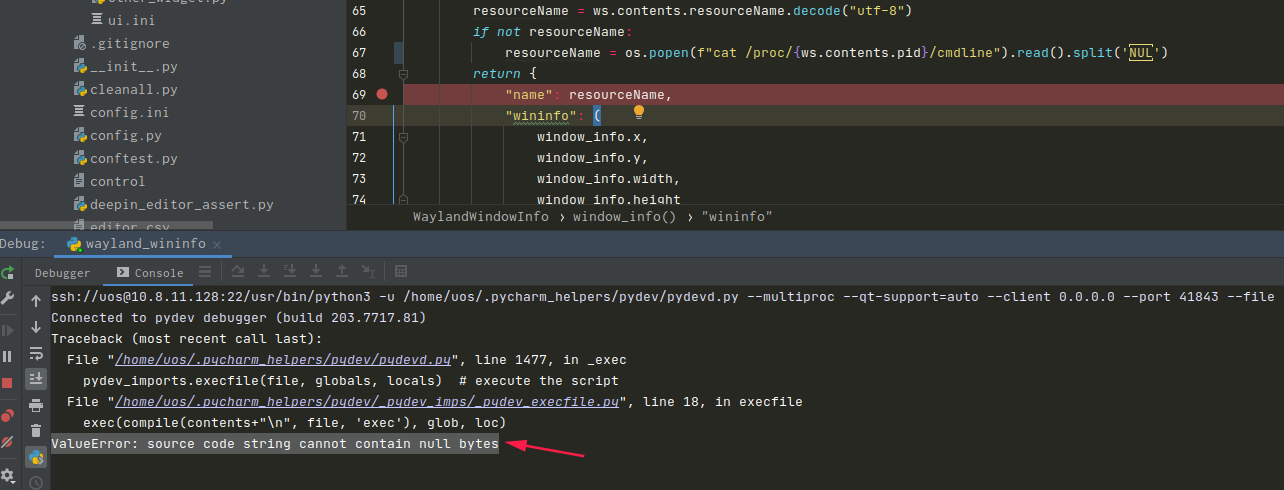 other_widget.py
ui.ini
.gitignore
__init__.py
cleanall.py
config.ini
config.py
conftest.py
control
deepin_editor_assert.py
editor.csv
65 resourceName = ws.contents.resourceName.decode("utf-8")
66 if not resourceName:
67 resourceName = os.popen(f"cat /proc/{ws.contents.pid}/cmdline").read().split('NUL')
68 return {
69 "name": resourceName,
70 "wininfo": (
71 window_info.x,
72 window_info.y,
73 window_info.width,
74 window_info.height
WaylandWindowInfo › window_info() › "wininfo"
Debug: wayland_wininfo ×
Debugger Console
ssh://uos@10.8.11.128:22/usr/bin/python3 -u /home/uos/.pycharm_helpers/pydev/pydevd.py --multiproc --qt-support=auto --client 0.0.0.0 --port 41843 --file
Connected to pydev debugger (build 203.7717.81)
Traceback (most recent call last):
File "/home/uos/.pycharm_helpers/pydev/pydevd.py", line 1477, in _exec
pydev_imports.execfile(file, globals, locals)  # execute the script
File "/home/uos/.pycharm_helpers/pydev/_pydev_imps/_pydev_execfile.py", line 18, in execfile
exec(compile(contents+"\n", file, 'exec'), glob, loc)
ValueError: source code string cannot contain null bytes